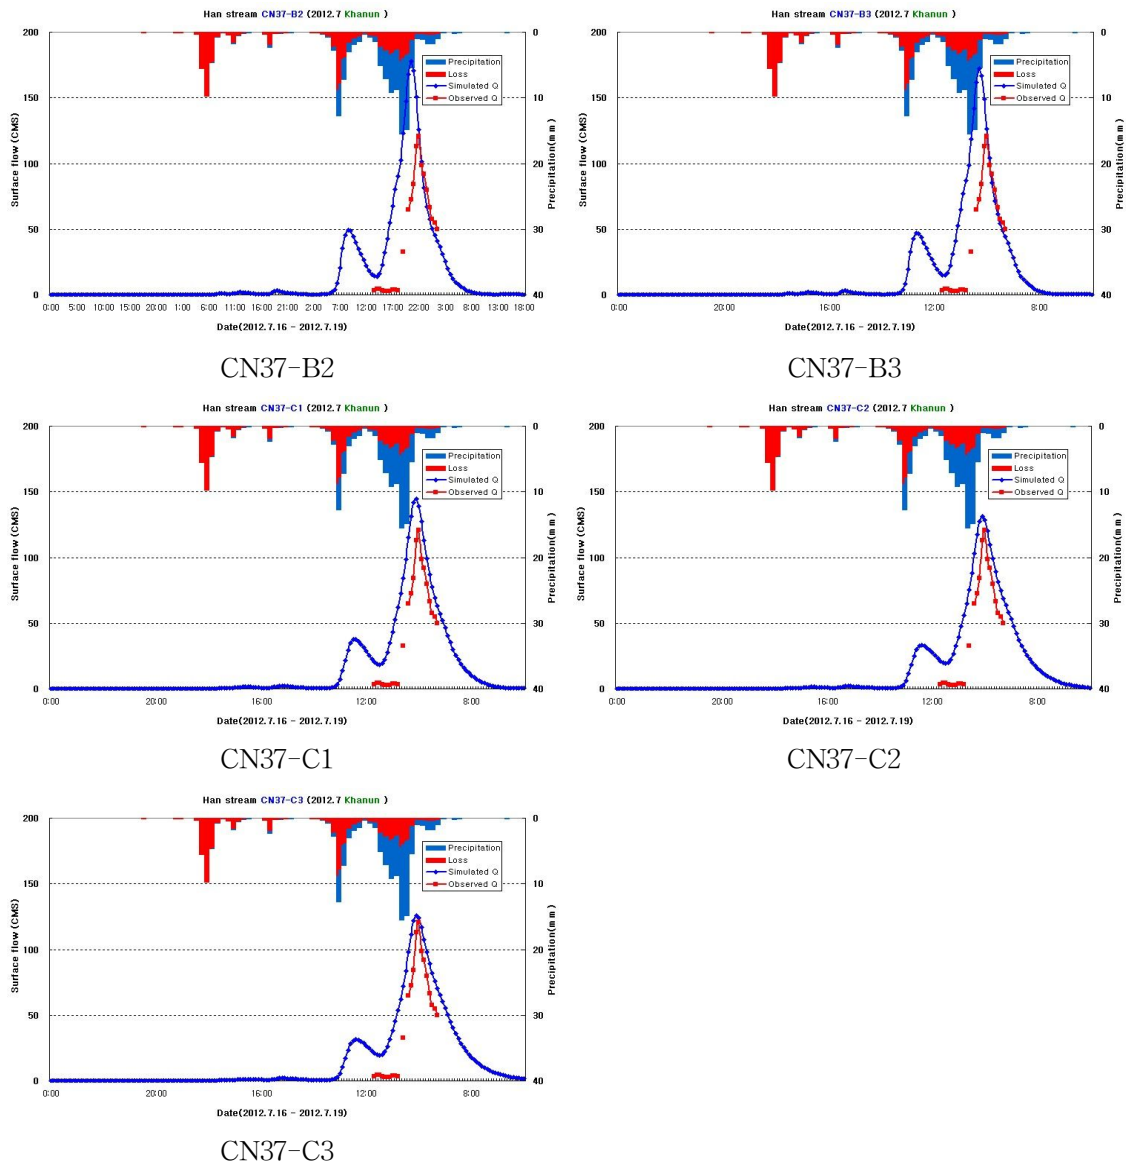 Han stream CN37-B2 (2012.7 Khanun )
200 150 100 50 0
Surface flow (CMS)
0 10 20 30 40
Precipitation(mm)
Precipitation
Loss
Simulated Q
Observed Q
0:00 5:00 10:00 15:00 20:00 1:00 6:00 11:00 16:00 21:00 2:00 7:00 12:00 17:00 22:00 3:00 8:00 13:00 18:00
Date(2012.7.16 - 2012.7.19)
CN37-B2
Han stream CN37-B3 (2012.7 Khanun )
200 150 100 50 0
Surface flow (CMS)
0 10 20 30 40
Precipitation(mm)
Precipitation
Loss
Simulated Q
Observed Q
0:00 20:00 16:00 12:00 8:00
Date(2012.7.16 - 2012.7.19)
CN37-B3
Han stream CN37-C1 (2012.7 Khanun )
200 150 100 50 0
Surface flow (CMS)
0 10 20 30 40
Precipitation(mm)
Precipitation
Loss
Simulated Q
Observed Q
0:00 20:00 16:00 12:00 8:00
Date(2012.7.16 - 2012.7.19)
CN37-C1
Han stream CN37-C2 (2012.7 Khanun )
200 150 100 50 0
Surface flow (CMS)
0 10 20 30 40
Precipitation(mm)
Precipitation
Loss
Simulated Q
Observed Q
0:00 20:00 16:00 12:00 8:00
Date(2012.7.16 - 2012.7.19)
CN37-C2
Han stream CN37-C3 (2012.7 Khanun )
200 150 100 50 0
Surface flow (CMS)
0 10 20 30 40
Precipitation(mm)
Precipitation
Loss
Simulated Q
Observed Q
0:00 20:00 16:00 12:00 8:00
Date(2012.7.16 - 2012.7.19)
CN37-C3